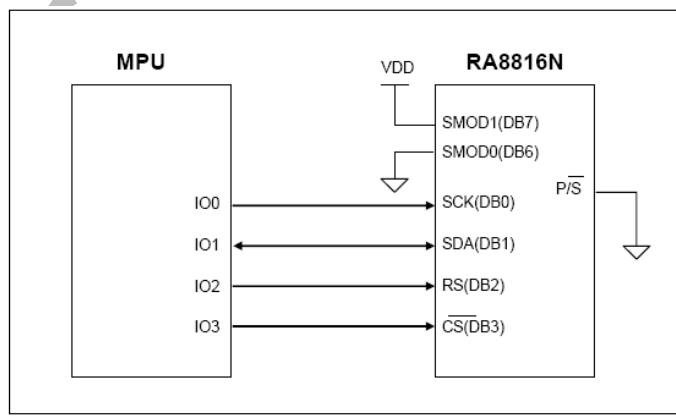 MPU
RA8816N
VDD
SMOD1(DB7)
SMOD0(DB6)
P/S
IO0
SCK(DB0)
IO1
SDA(DB1)
IO2
RS(DB2)
IO3
CS(DB3)